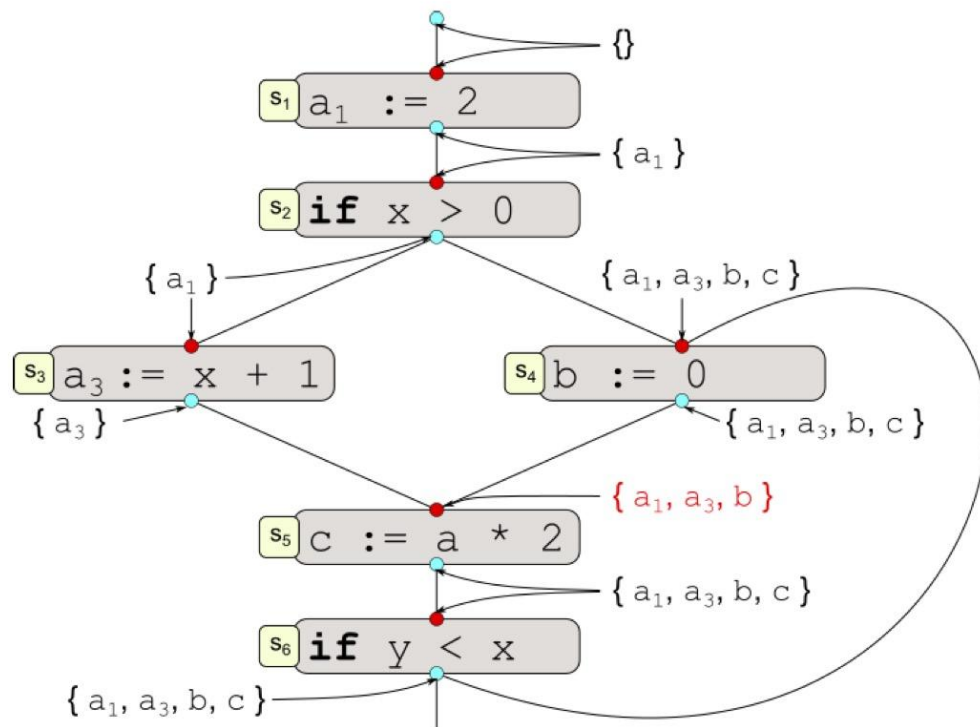 {}
s₁ a₁ := 2
{ a₁ }
s₂ if x > 0
{ a₁ }
{ a₁, a₃, b, c }
s₃ a₃ := x + 1
s₄ b := 0
{ a₃ }
{ a₁, a₃, b, c }
{ a₁, a₃, b }
s₅ c := a * 2
{ a₁, a₃, b, c }
s₆ if y < x
{ a₁, a₃, b, c }